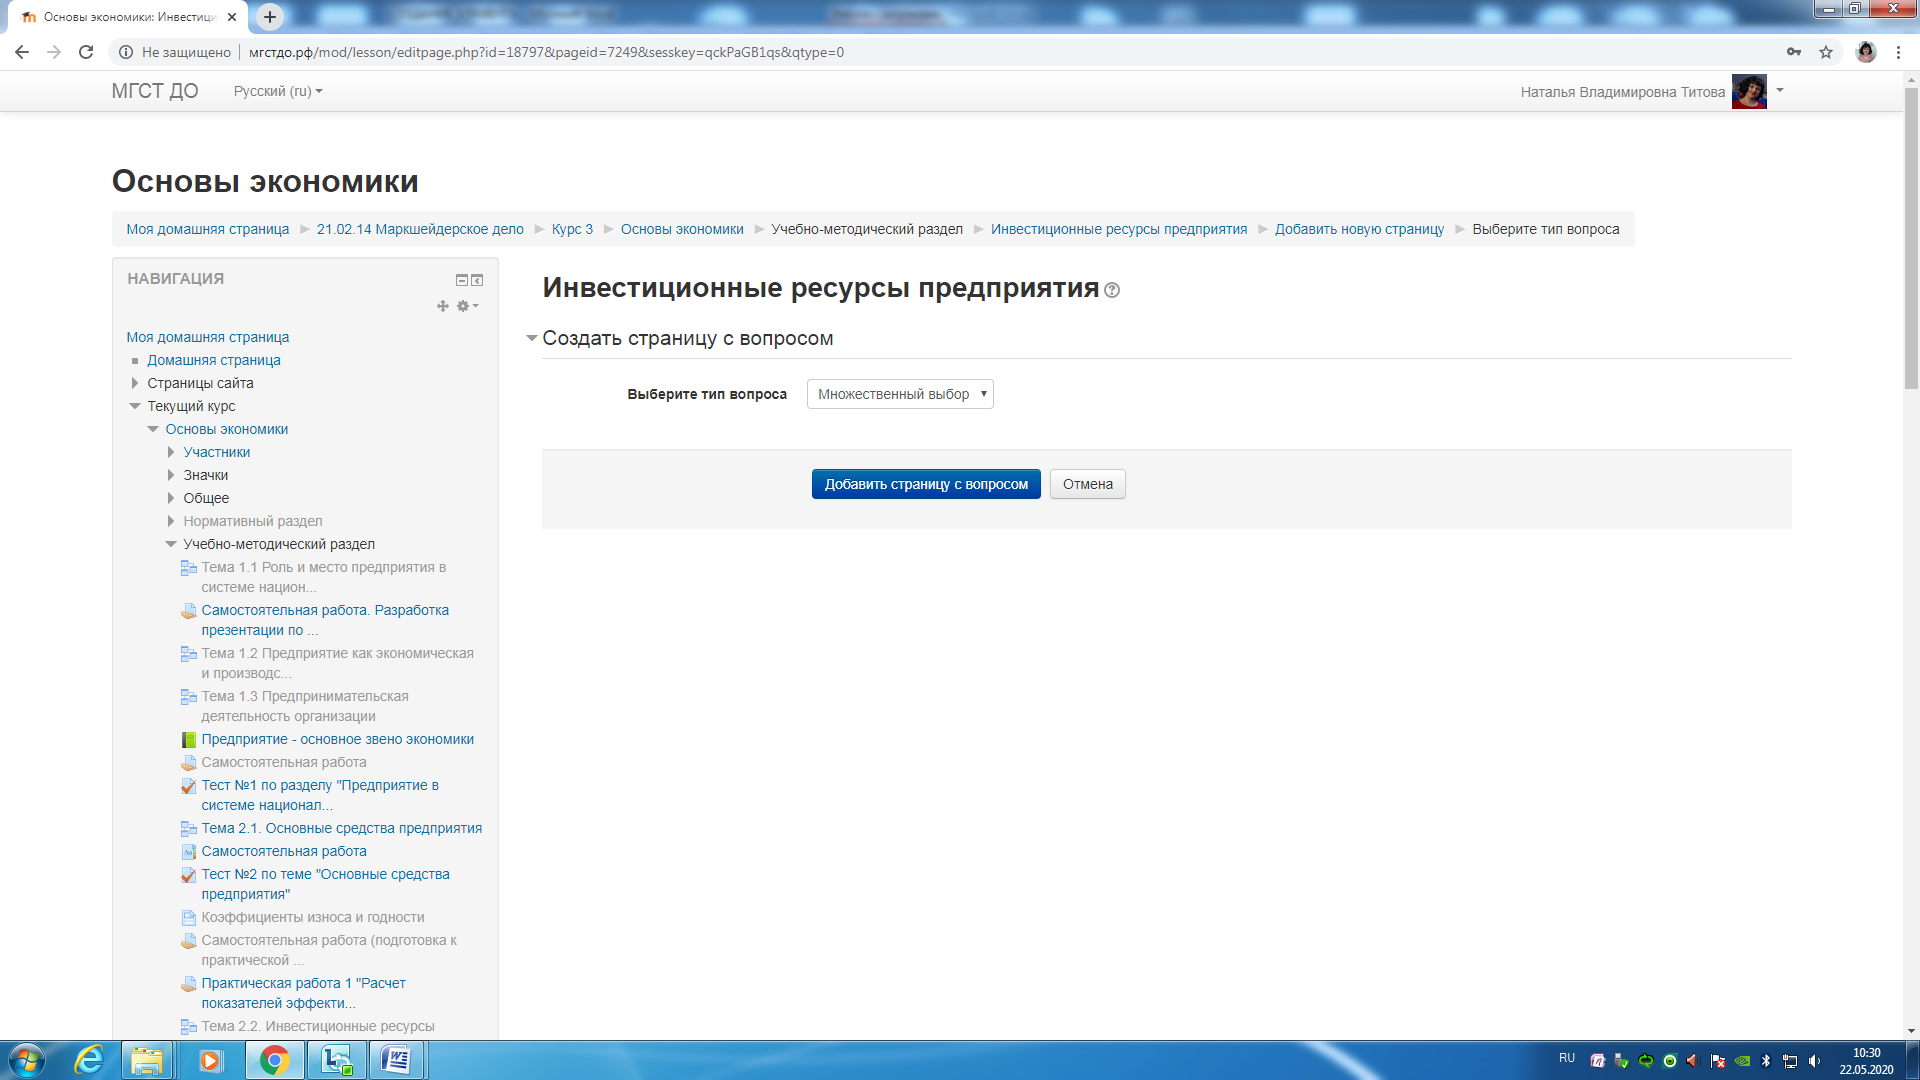 Основы экономики: Инвестиц
Не защищено
мгстдо.рф/mod/lesson/editpage.php?id=18797&pageid=7249&sesskey=qckPaGB1qs&qtype=0
МГСТ ДО
Русский (ru)
Наталья Владимировна Титова
Основы экономики
Моя домашняя страница
21.02.14 Маркшейдерское дело
Курс 3
Основы экономики
Учебно-методический раздел
Инвестиционные ресурсы предприятия
Добавить новую страницу
Выберите тип вопроса
НАВИГАЦИЯ
Моя домашняя страница
Домашняя страница
Страницы сайта
Текущий курс
Основы экономики
Участники
Значки
Общее
Нормативный раздел
Учебно-методический раздел
Тема 1.1 Роль и место предприятия в
системе национ...
Самостоятельная работа. Разработка
презентации по ...
Тема 1.2 Предприятие как экономическая
и производс...
Тема 1.3 Предпринимательская
деятельность организации
Предприятие - основное звено экономики
Самостоятельная работа
Тест №1 по разделу "Предприятие в
системе национал...
Тема 2.1. Основные средства предприятия
Самостоятельная работа
Тест №2 по теме "Основные средства
предприятия"
Коэффициенты износа и годности
Самостоятельная работа (подготовка к
практической ...
Практическая работа 1 "Расчет
показателей эффекти...
Тема 2.2. Инвестиционные ресурсы
Инвестиционные ресурсы предприятия
Создать страницу с вопросом
Выберите тип вопроса
Множественный выбор
Добавить страницу с вопросом
Отмена
RU
10:30
22.05.2020